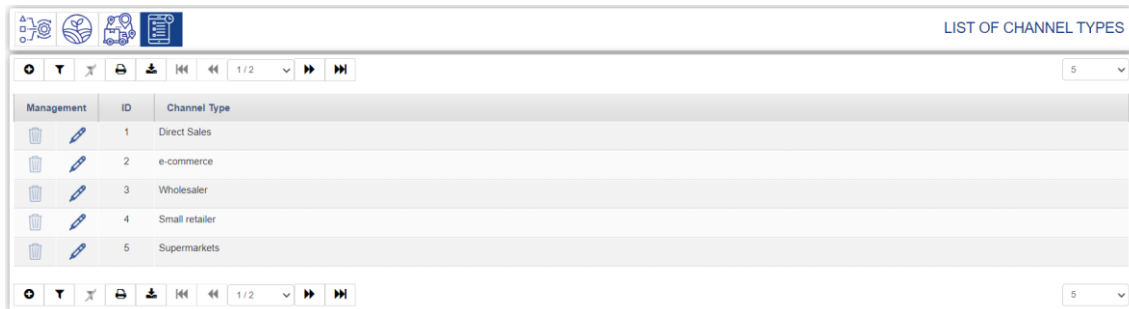 LIST OF CHANNEL TYPES
1 / 2 5
Management ID Channel Type
1 Direct Sales
2 e-commerce
3 Wholesaler
4 Small retailer
5 Supermarkets
1 / 2 5